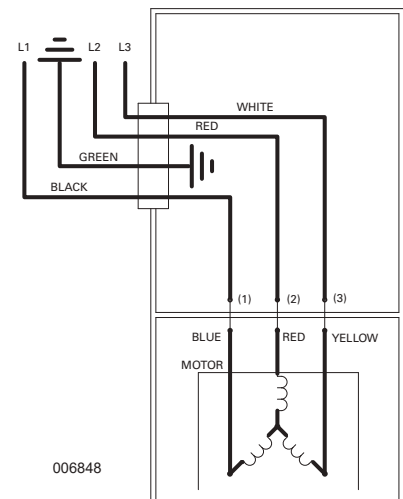 L1 L2 L3
WHITE
RED
GREEN
BLACK
(1) (2) (3)
BLUE RED YELLOW
MOTOR
006848